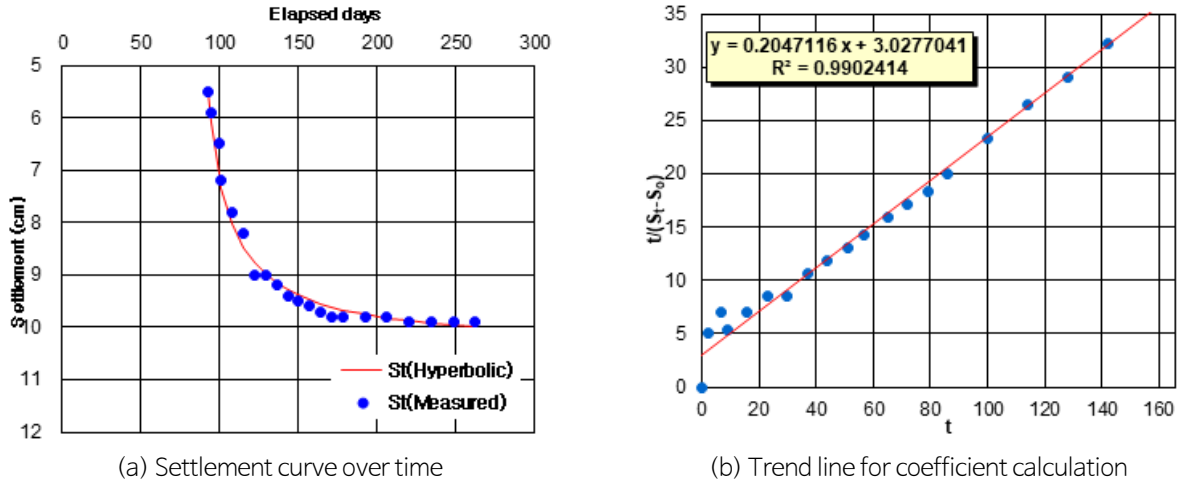 Elapsed days
0 50 100 150 200 250 300
5
6
7
8
9
10
11
12
Settlement (cm)
St(Hyperbolic)
St(Measured)
(a) Settlement curve over time
y = 0.2047116 x + 3.0277041
R² = 0.9902414
35
30
25
20
15
10
5
0
t/(St-So)
0 20 40 60 80 100 120 140 160
t
(b) Trend line for coefficient calculation